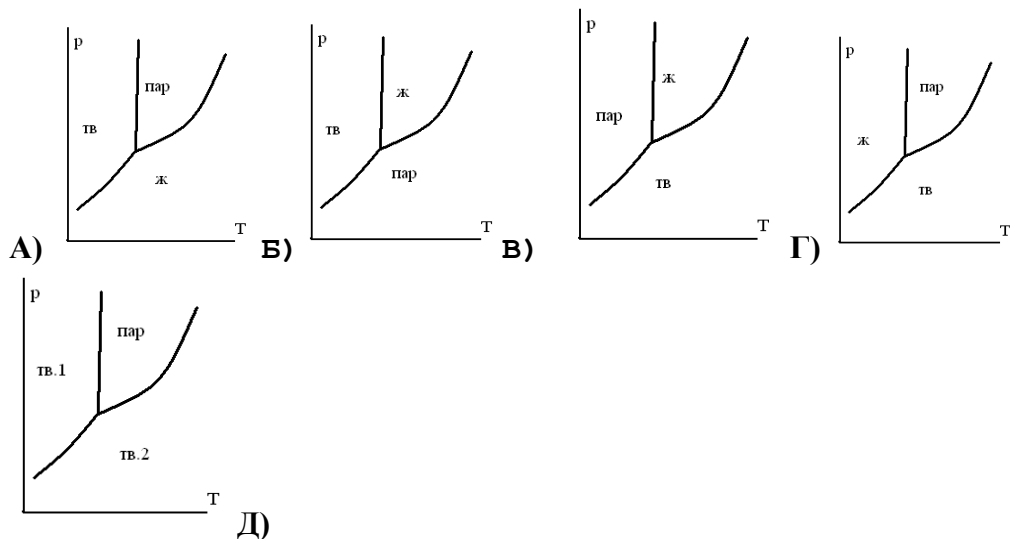 р пар тв ж Т А)
р ж тв пар Т Б)
р ж пар тв Т В)
р пар ж тв Т Г)
р пар тв.1 тв.2 Т Д)